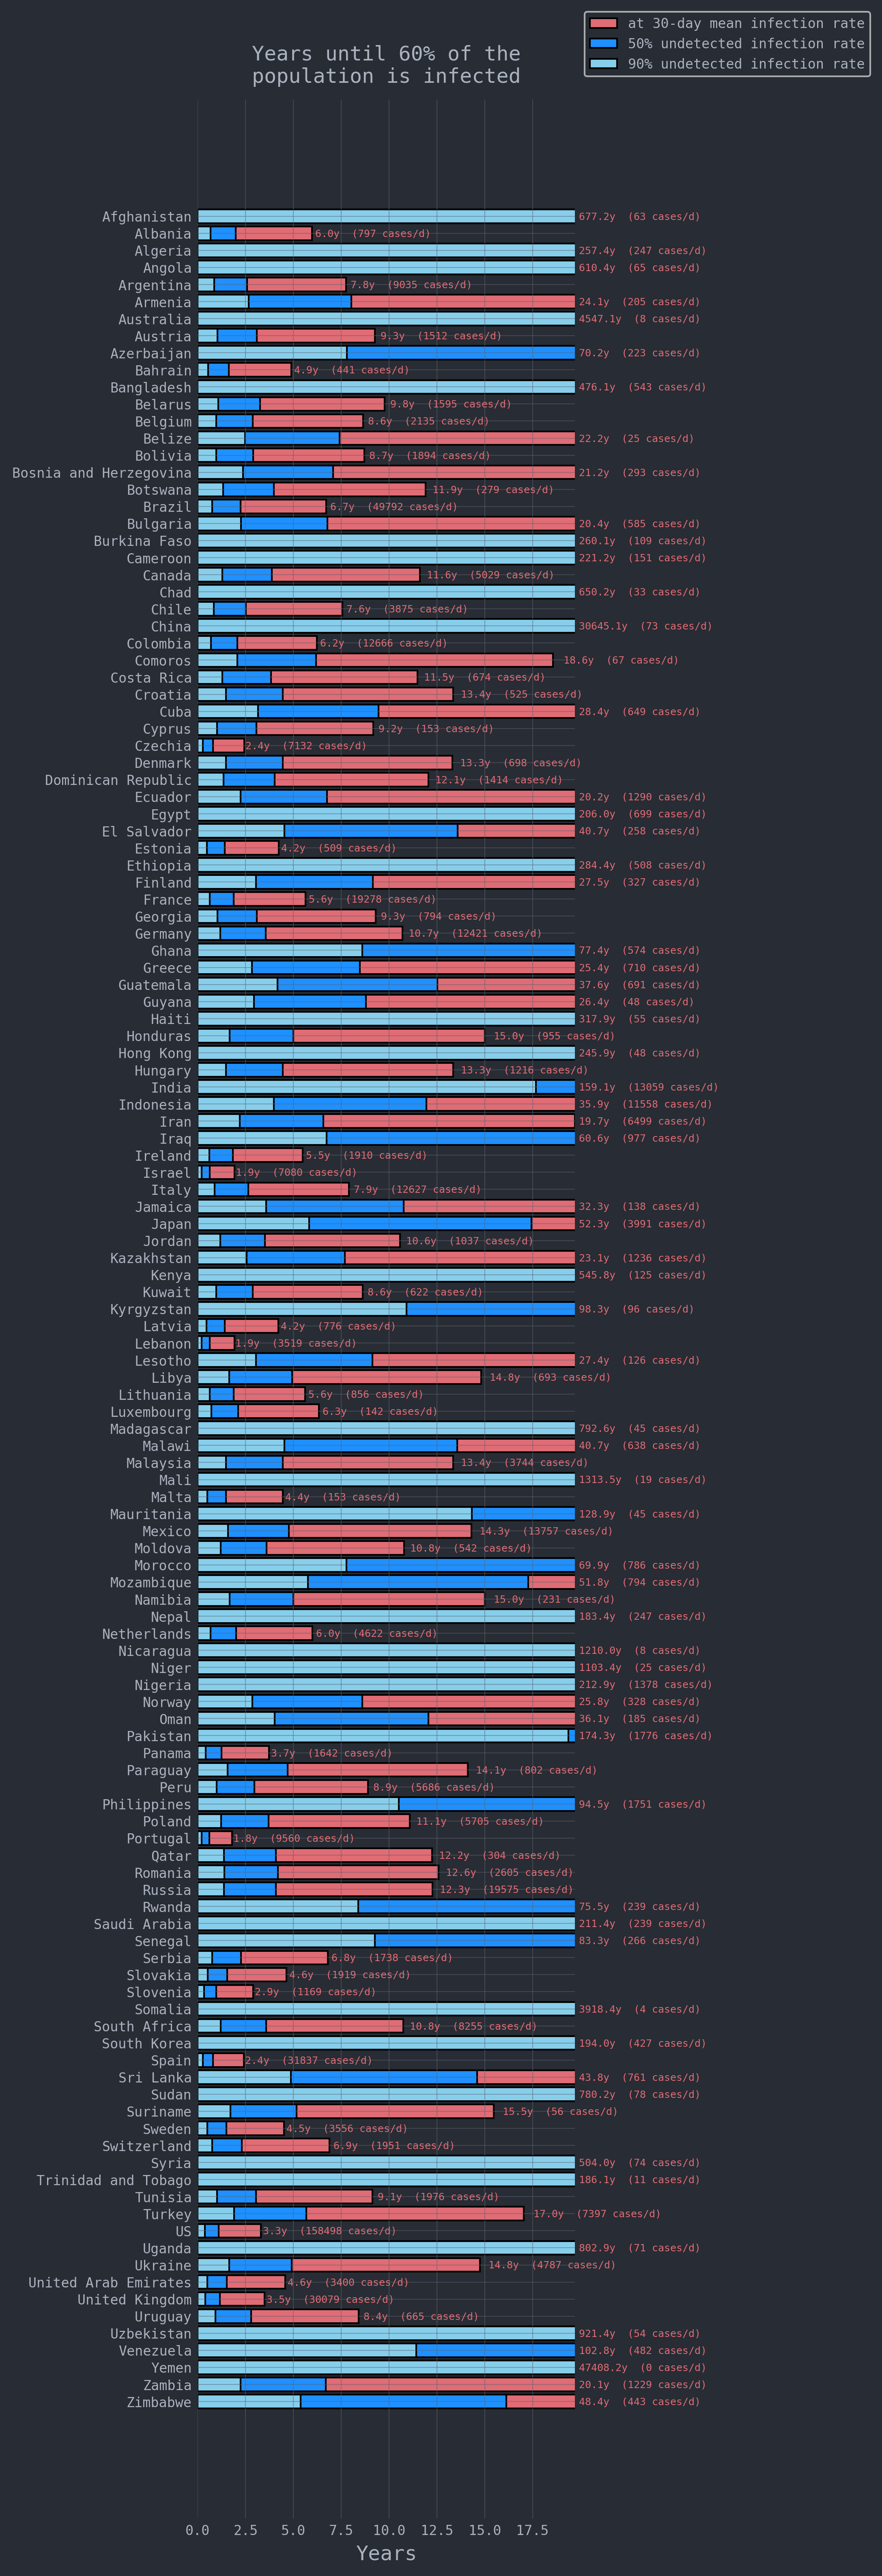 at 30-day mean infection rate
50% undetected infection rate
90% undetected infection rate
Years until 60% of the
population is infected
Afghanistan 677.2y (63 cases/d)
Albania 6.0y (797 cases/d)
Algeria 257.4y (247 cases/d)
Angola 610.4y (65 cases/d)
Argentina 7.8y (9035 cases/d)
Armenia 24.1y (205 cases/d)
Australia 4547.1y (8 cases/d)
Austria 9.3y (1512 cases/d)
Azerbaijan 70.2y (223 cases/d)
Bahrain 4.9y (441 cases/d)
Bangladesh 476.1y (543 cases/d)
Belarus 9.8y (1595 cases/d)
Belgium 8.6y (2135 cases/d)
Belize 22.2y (25 cases/d)
Bolivia 8.7y (1894 cases/d)
Bosnia and Herzegovina 21.2y (293 cases/d)
Botswana 11.9y (279 cases/d)
Brazil 6.7y (49792 cases/d)
Bulgaria 20.4y (585 cases/d)
Burkina Faso 260.1y (109 cases/d)
Cameroon 221.2y (151 cases/d)
Canada 11.6y (5029 cases/d)
Chad 650.2y (33 cases/d)
Chile 7.6y (3875 cases/d)
China 30645.1y (73 cases/d)
Colombia 6.2y (12666 cases/d)
Comoros 18.6y (67 cases/d)
Costa Rica 11.5y (674 cases/d)
Croatia 13.4y (525 cases/d)
Cuba 28.4y (649 cases/d)
Cyprus 9.2y (153 cases/d)
Czechia 2.4y (7132 cases/d)
Denmark 13.3y (698 cases/d)
Dominican Republic 12.1y (1414 cases/d)
Ecuador 20.2y (1290 cases/d)
Egypt 206.0y (699 cases/d)
El Salvador 40.7y (258 cases/d)
Estonia 4.2y (509 cases/d)
Ethiopia 284.4y (508 cases/d)
Finland 27.5y (327 cases/d)
France 5.6y (19278 cases/d)
Georgia 9.3y (794 cases/d)
Germany 10.7y (12421 cases/d)
Ghana 77.4y (574 cases/d)
Greece 25.4y (710 cases/d)
Guatemala 37.6y (691 cases/d)
Guyana 26.4y (48 cases/d)
Haiti 317.9y (55 cases/d)
Honduras 15.0y (955 cases/d)
Hong Kong 245.9y (48 cases/d)
Hungary 13.3y (1216 cases/d)
India 159.1y (13059 cases/d)
Indonesia 35.9y (11558 cases/d)
Iran 19.7y (6499 cases/d)
Iraq 60.6y (977 cases/d)
Ireland 5.5y (1910 cases/d)
Israel 1.9y (7080 cases/d)
Italy 7.9y (12627 cases/d)
Jamaica 32.3y (138 cases/d)
Japan 52.3y (3991 cases/d)
Jordan 10.6y (1037 cases/d)
Kazakhstan 23.1y (1236 cases/d)
Kenya 545.8y (125 cases/d)
Kuwait 8.6y (622 cases/d)
Kyrgyzstan 98.3y (96 cases/d)
Latvia 4.2y (776 cases/d)
Lebanon 1.9y (3519 cases/d)
Lesotho 27.4y (126 cases/d)
Libya 14.8y (693 cases/d)
Lithuania 5.6y (856 cases/d)
Luxembourg 6.3y (142 cases/d)
Madagascar 792.6y (45 cases/d)
Malawi 40.7y (638 cases/d)
Malaysia 13.4y (3744 cases/d)
Mali 1313.5y (19 cases/d)
Malta 4.4y (153 cases/d)
Mauritania 128.9y (45 cases/d)
Mexico 14.3y (13757 cases/d)
Moldova 10.8y (542 cases/d)
Morocco 69.9y (786 cases/d)
Mozambique 51.8y (794 cases/d)
Namibia 15.0y (231 cases/d)
Nepal 183.4y (247 cases/d)
Netherlands 6.0y (4622 cases/d)
Nicaragua 1210.0y (8 cases/d)
Niger 1103.4y (25 cases/d)
Nigeria 212.9y (1378 cases/d)
Norway 25.8y (328 cases/d)
Oman 36.1y (185 cases/d)
Pakistan 174.3y (1776 cases/d)
Panama 3.7y (1642 cases/d)
Paraguay 14.1y (802 cases/d)
Peru 8.9y (5686 cases/d)
Philippines 94.5y (1751 cases/d)
Poland 11.1y (5705 cases/d)
Portugal 1.8y (9560 cases/d)
Qatar 12.2y (304 cases/d)
Romania 12.6y (2605 cases/d)
Russia 12.3y (19575 cases/d)
Rwanda 75.5y (239 cases/d)
Saudi Arabia 211.4y (239 cases/d)
Senegal 83.3y (266 cases/d)
Serbia 6.8y (1738 cases/d)
Slovakia 4.6y (1919 cases/d)
Slovenia 2.9y (1169 cases/d)
Somalia 3918.4y (4 cases/d)
South Africa 10.8y (8255 cases/d)
South Korea 194.0y (427 cases/d)
Spain 2.4y (31837 cases/d)
Sri Lanka 43.8y (761 cases/d)
Sudan 780.2y (78 cases/d)
Suriname 15.5y (56 cases/d)
Sweden 4.5y (3556 cases/d)
Switzerland 6.9y (1951 cases/d)
Syria 504.0y (74 cases/d)
Trinidad and Tobago 186.1y (11 cases/d)
Tunisia 9.1y (1976 cases/d)
Turkey 17.0y (7397 cases/d)
US 3.3y (158498 cases/d)
Uganda 802.9y (71 cases/d)
Ukraine 14.8y (4787 cases/d)
United Arab Emirates 4.6y (3400 cases/d)
United Kingdom 3.5y (30079 cases/d)
Uruguay 8.4y (665 cases/d)
Uzbekistan 921.4y (54 cases/d)
Venezuela 102.8y (482 cases/d)
Yemen 47408.2y (0 cases/d)
Zambia 20.1y (1229 cases/d)
Zimbabwe 48.4y (443 cases/d)
0.0 2.5 5.0 7.5 10.0 12.5 15.0 17.5
Years